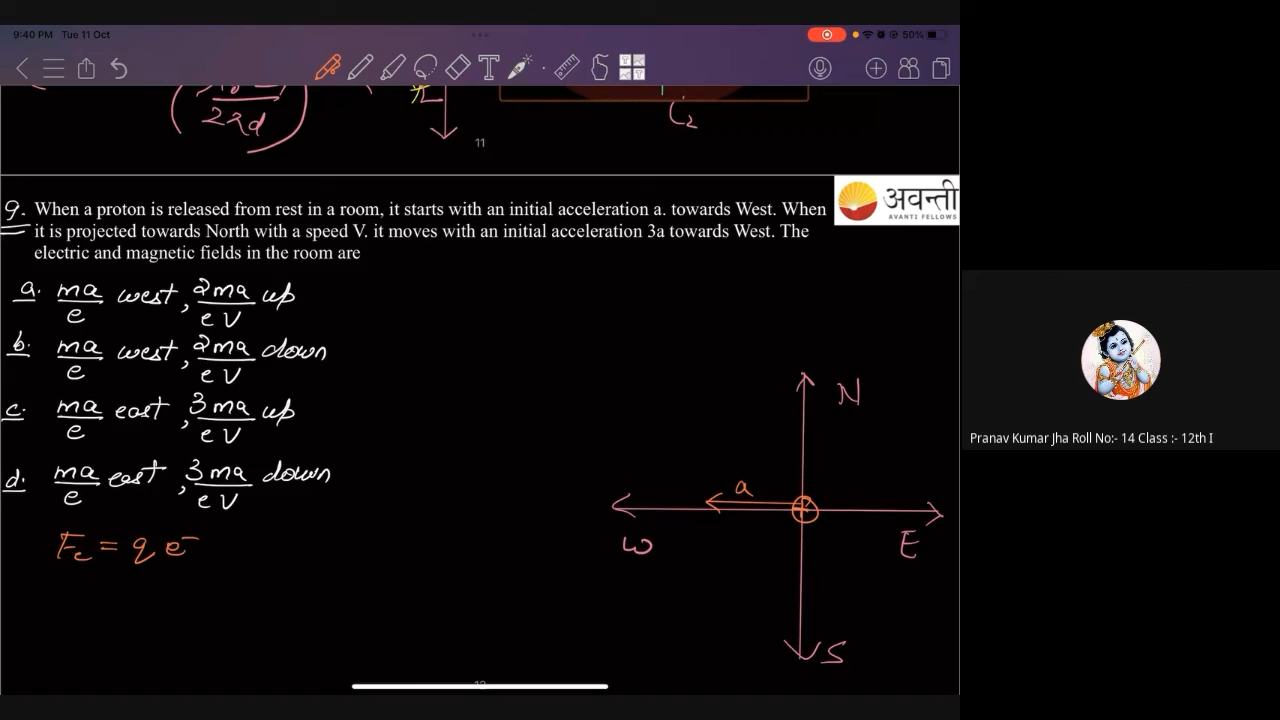 9:40 PM Tue 11 Oct
50%
22d
C2
11
9. When a proton is released from rest in a room, it starts with an initial acceleration a. towards West. When
it is projected towards North with a speed V. it moves with an initial acceleration 3a towards West. The
electric and magnetic fields in the room are
अवन्ती
AVANTI FELLOWS
a. ma/e west, 2ma/eV up
b. ma/e west, 2ma/eV down
c. ma/e east, 3ma/eV up
d. ma/e east, 3ma/eV down
Fe = q e
N
a
W
E
S
12
Pranav Kumar Jha Roll No:- 14 Class :- 12th I